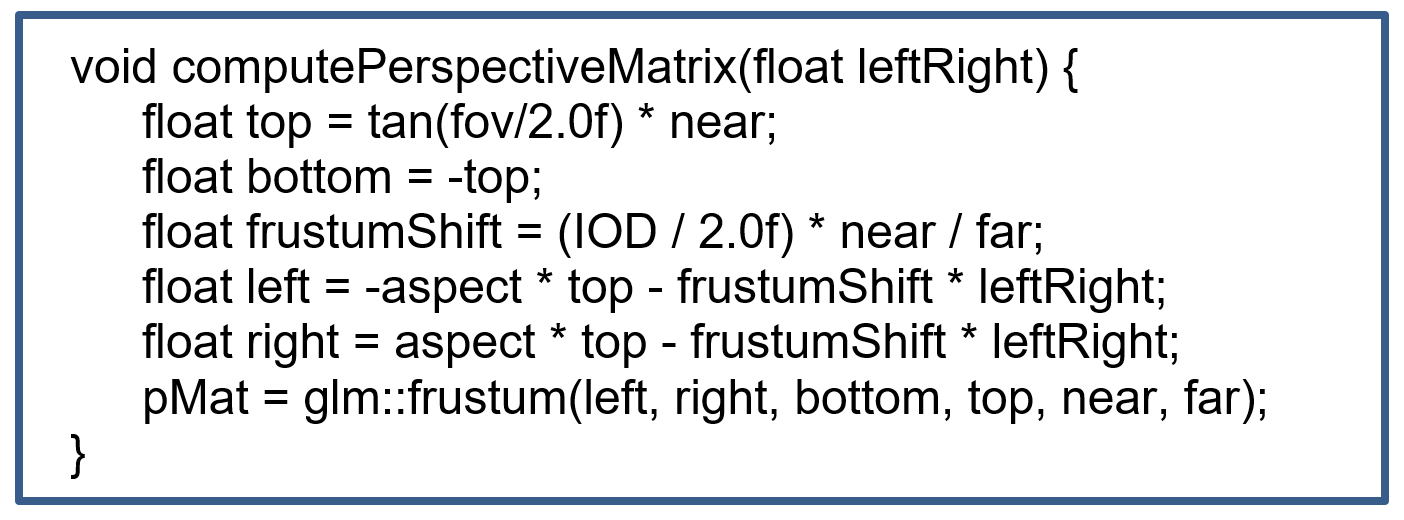 void computePerspectiveMatrix(float leftRight) {
float top = tan(fov/2.0f) * near;
float bottom = -top;
float frustumShift = (IOD / 2.0f) * near / far;
float left = -aspect * top - frustumShift * leftRight;
float right = aspect * top - frustumShift * leftRight;
pMat = glm::frustum(left, right, bottom, top, near, far);
}